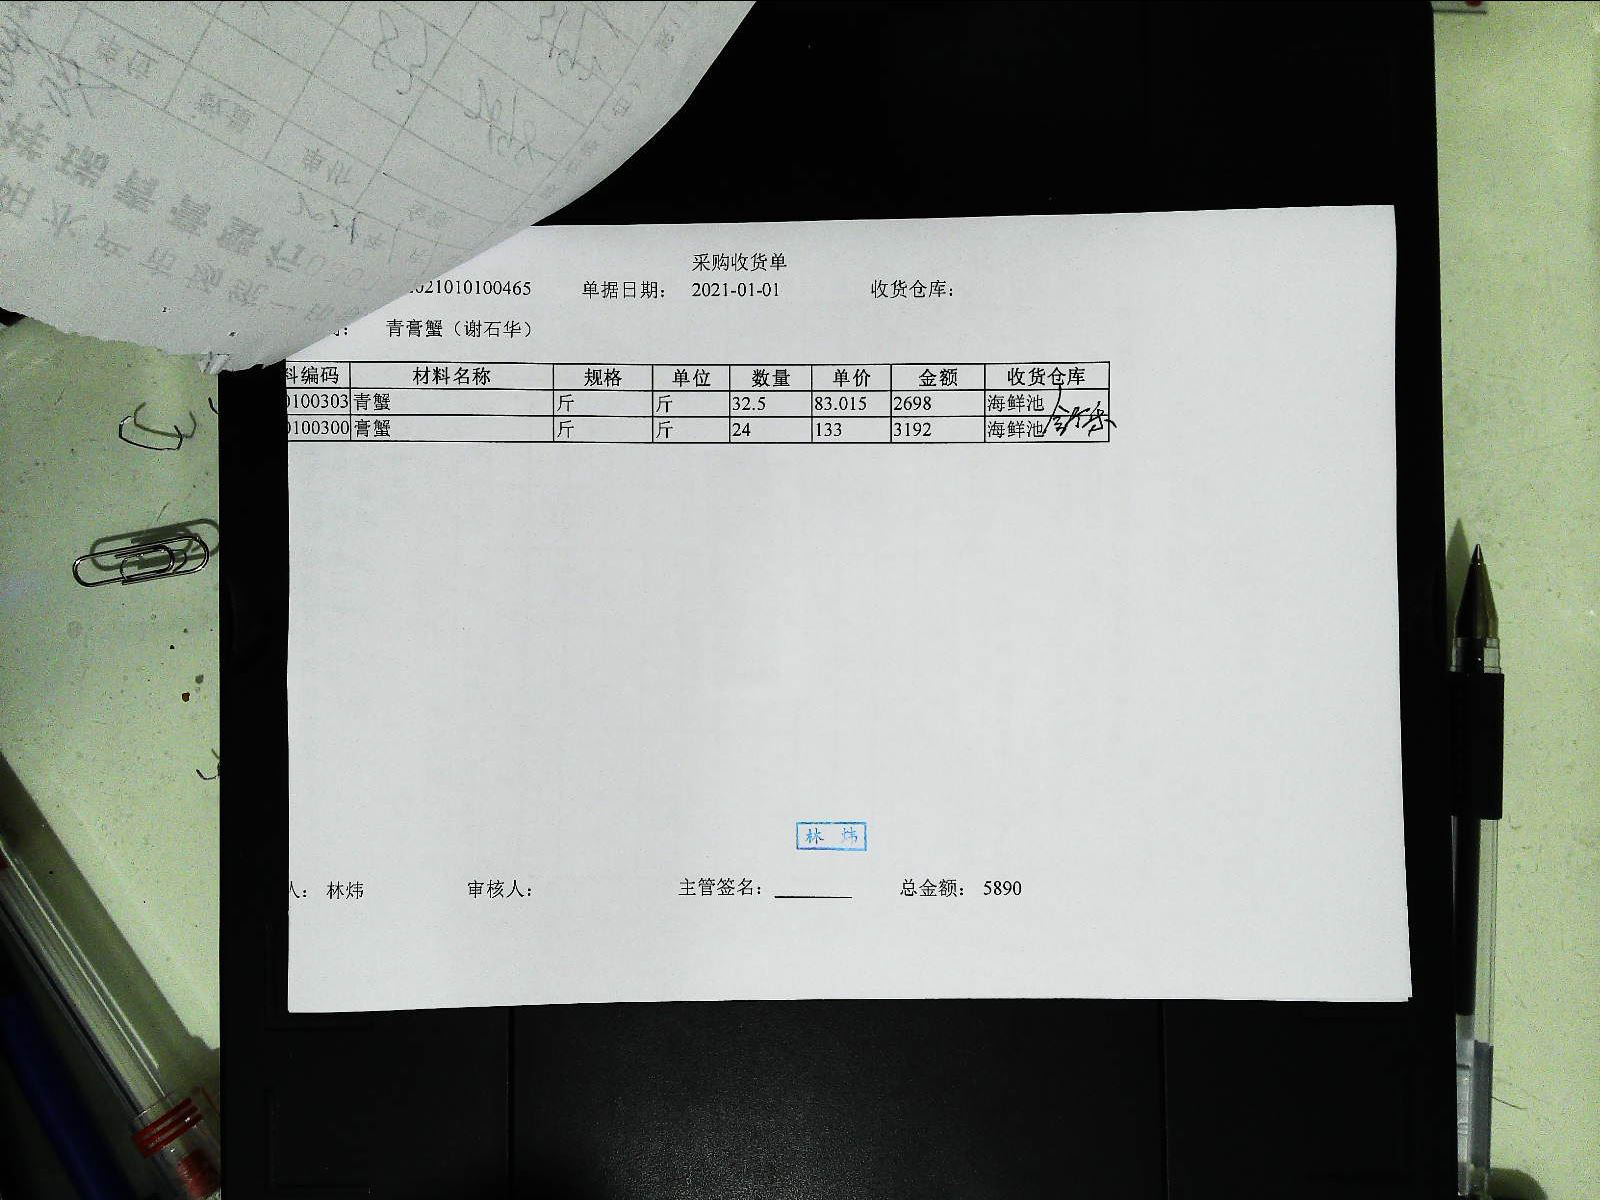 采购收货单
021010100465 单据日期： 2021-01-01 收货仓库：
青膏蟹（谢石华）
料编码 材料名称 规格 单位 数量 单价 金额 收货仓库
0100303 青蟹 斤 斤 32.5 83.015 2698 海鲜池
0100300 膏蟹 斤 斤 24 133 3192 海鲜池
林 炜
人： 林炜 审核人： 主管签名： 总金额： 5890